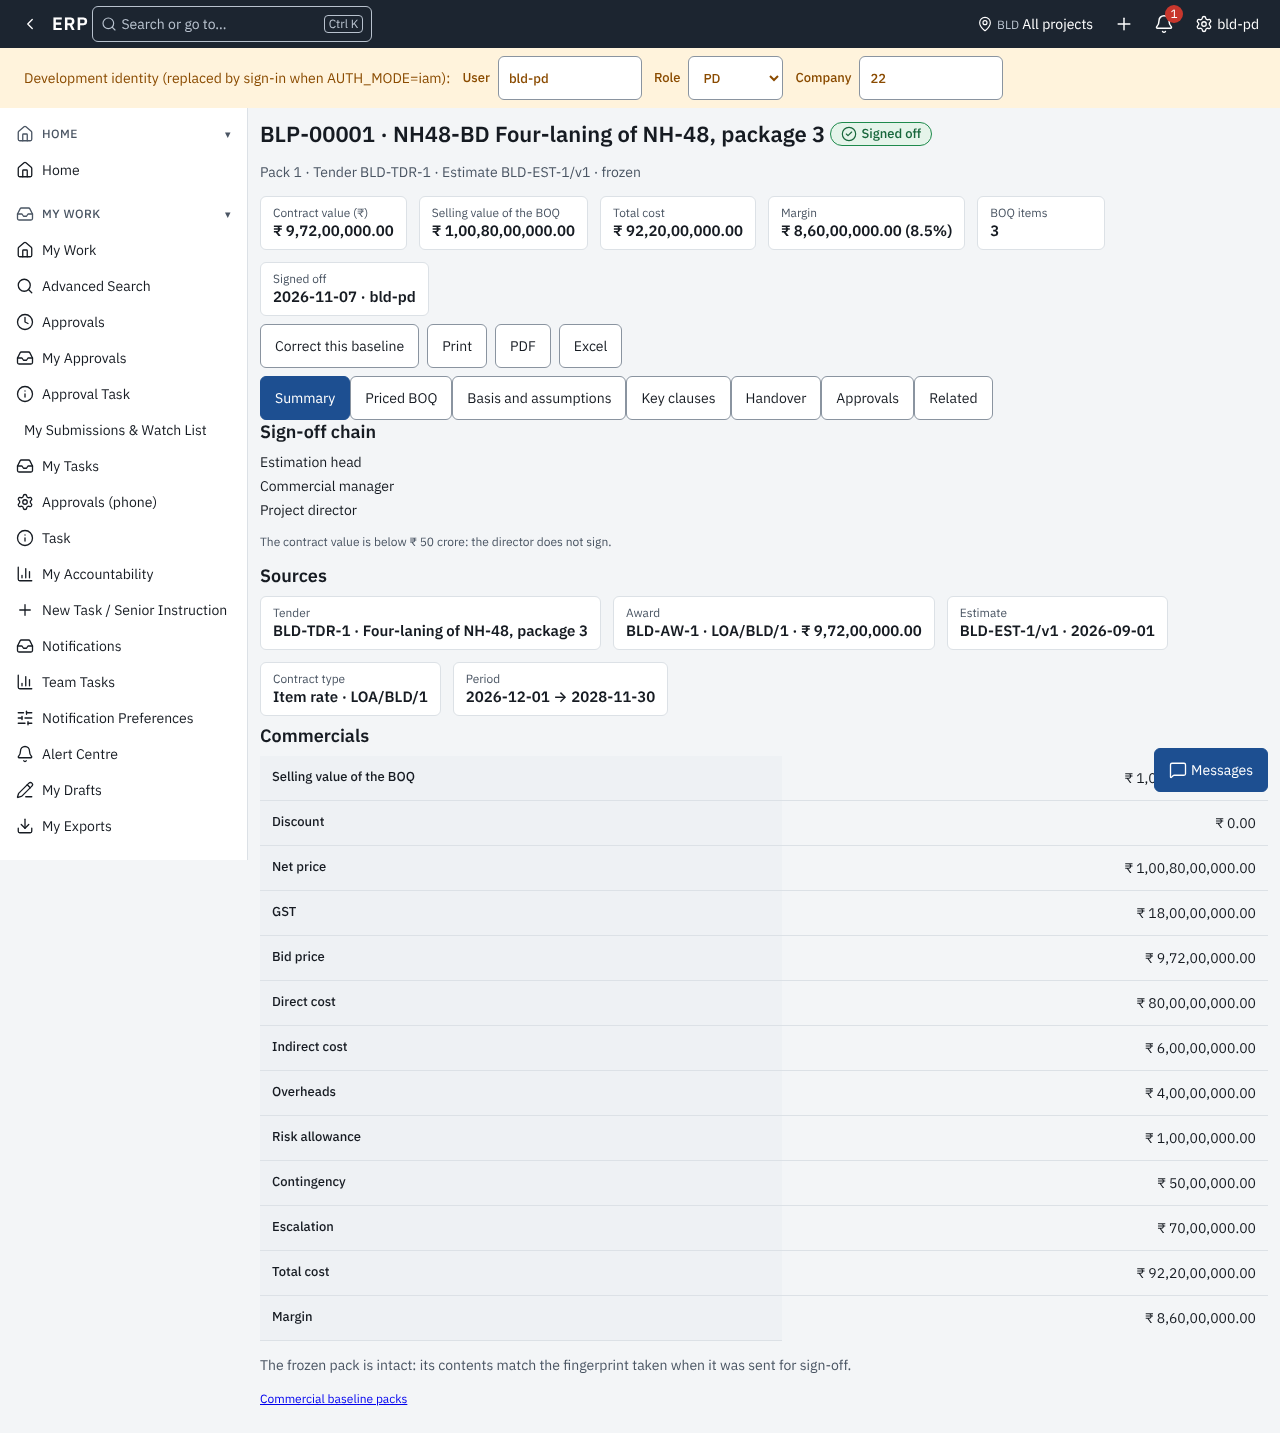 ERP
Search or go to...
Ctrl K
BLD All projects
1
bld-pd
Development identity (replaced by sign-in when AUTH_MODE=iam):
User
bld-pd
Role
PD
Company
22
HOME
Home
MY WORK
My Work
Advanced Search
Approvals
My Approvals
Approval Task
My Submissions & Watch List
My Tasks
Approvals (phone)
Task
My Accountability
New Task / Senior Instruction
Notifications
Team Tasks
Notification Preferences
Alert Centre
My Drafts
My Exports
BLP-00001 · NH48-BD Four-laning of NH-48, package 3
Signed off
Pack 1 · Tender BLD-TDR-1 · Estimate BLD-EST-1/v1 · frozen
Contract value (₹)
₹ 9,72,00,000.00
Selling value of the BOQ
₹ 1,00,80,00,000.00
Total cost
₹ 92,20,00,000.00
Margin
₹ 8,60,00,000.00 (8.5%)
BOQ items
3
Signed off
2026-11-07 · bld-pd
Correct this baseline
Print
PDF
Excel
Summary
Priced BOQ
Basis and assumptions
Key clauses
Handover
Approvals
Related
Sign-off chain
Estimation head
Commercial manager
Project director
The contract value is below ₹ 50 crore: the director does not sign.
Sources
Tender
BLD-TDR-1 · Four-laning of NH-48, package 3
Award
BLD-AW-1 · LOA/BLD/1 · ₹ 9,72,00,000.00
Estimate
BLD-EST-1/v1 · 2026-09-01
Contract type
Item rate · LOA/BLD/1
Period
2026-12-01 → 2028-11-30
Commercials
Selling value of the BOQ
₹ 1,0
Messages
Discount
₹ 0.00
Net price
₹ 1,00,80,00,000.00
GST
₹ 18,00,00,000.00
Bid price
₹ 9,72,00,000.00
Direct cost
₹ 80,00,00,000.00
Indirect cost
₹ 6,00,00,000.00
Overheads
₹ 4,00,00,000.00
Risk allowance
₹ 1,00,00,000.00
Contingency
₹ 50,00,000.00
Escalation
₹ 70,00,000.00
Total cost
₹ 92,20,00,000.00
Margin
₹ 8,60,00,000.00
The frozen pack is intact: its contents match the fingerprint taken when it was sent for sign-off.
Commercial baseline packs